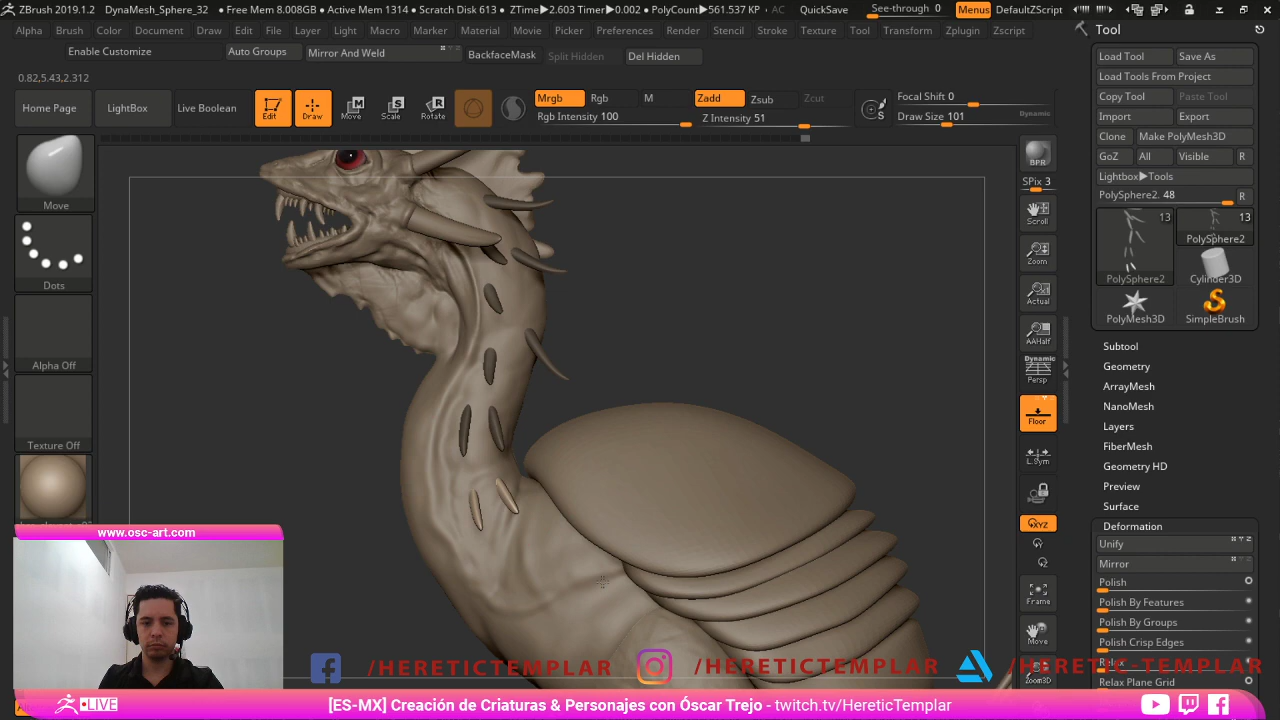 ZBrush 2019.1.2 DynaMesh_Sphere_32 • Free Mem 8.008GB • Active Mem 1314 • Scratch Disk 613 • ZTime▶2.603 Timer▶0.002 • PolyCount▶561.537 KP • AC QuickSave See-through 0 Menus DefaultZScript
Alpha Brush Color Document Draw Edit File Layer Light Macro Marker Material Movie Picker Preferences Render Stencil Stroke Texture Tool Transform Zplugin Zscript
Tool
Enable Customize Auto Groups Mirror And Weld BackfaceMask Split Hidden Del Hidden
Load Tool Save As
0.82,5.43,2.312
Load Tools From Project
Copy Tool Paste Tool
Import Export
Home Page LightBox Live Boolean Edit Draw Move Scale Rotate
Mrgb Rgb M Zadd Zsub Zcut Focal Shift 0
Rgb Intensity 100 Z Intensity 51 Draw Size 101 Dynamic
Clone Make PolyMesh3D
GoZ All Visible R
Lightbox▶Tools
PolySphere2. 48 R
13 13
PolySphere2
PolySphere2 Cylinder3D
PolyMesh3D SimpleBrush
Move
Dots
Alpha Off
Texture Off
BPR
SPix 3
Scroll
Zoom
Actual
AAHalf
Dynamic
Persp
Floor
L.Sym
XYZ
Frame
Move
Zoom3D
Subtool
Geometry
ArrayMesh
NanoMesh
Layers
FiberMesh
Geometry HD
Preview
Surface
Deformation
Unify
Mirror
Polish
Polish By Features
Polish By Groups
Polish Crisp Edges
Relax Plane Grid
www.osc-art.com
/HERETICTEMPLAR /HERETICTEMPLAR /HERETIC-TEMPLAR
LIVE
[ES-MX] Creación de Criaturas & Personajes con Óscar Trejo - twitch.tv/HereticTemplar